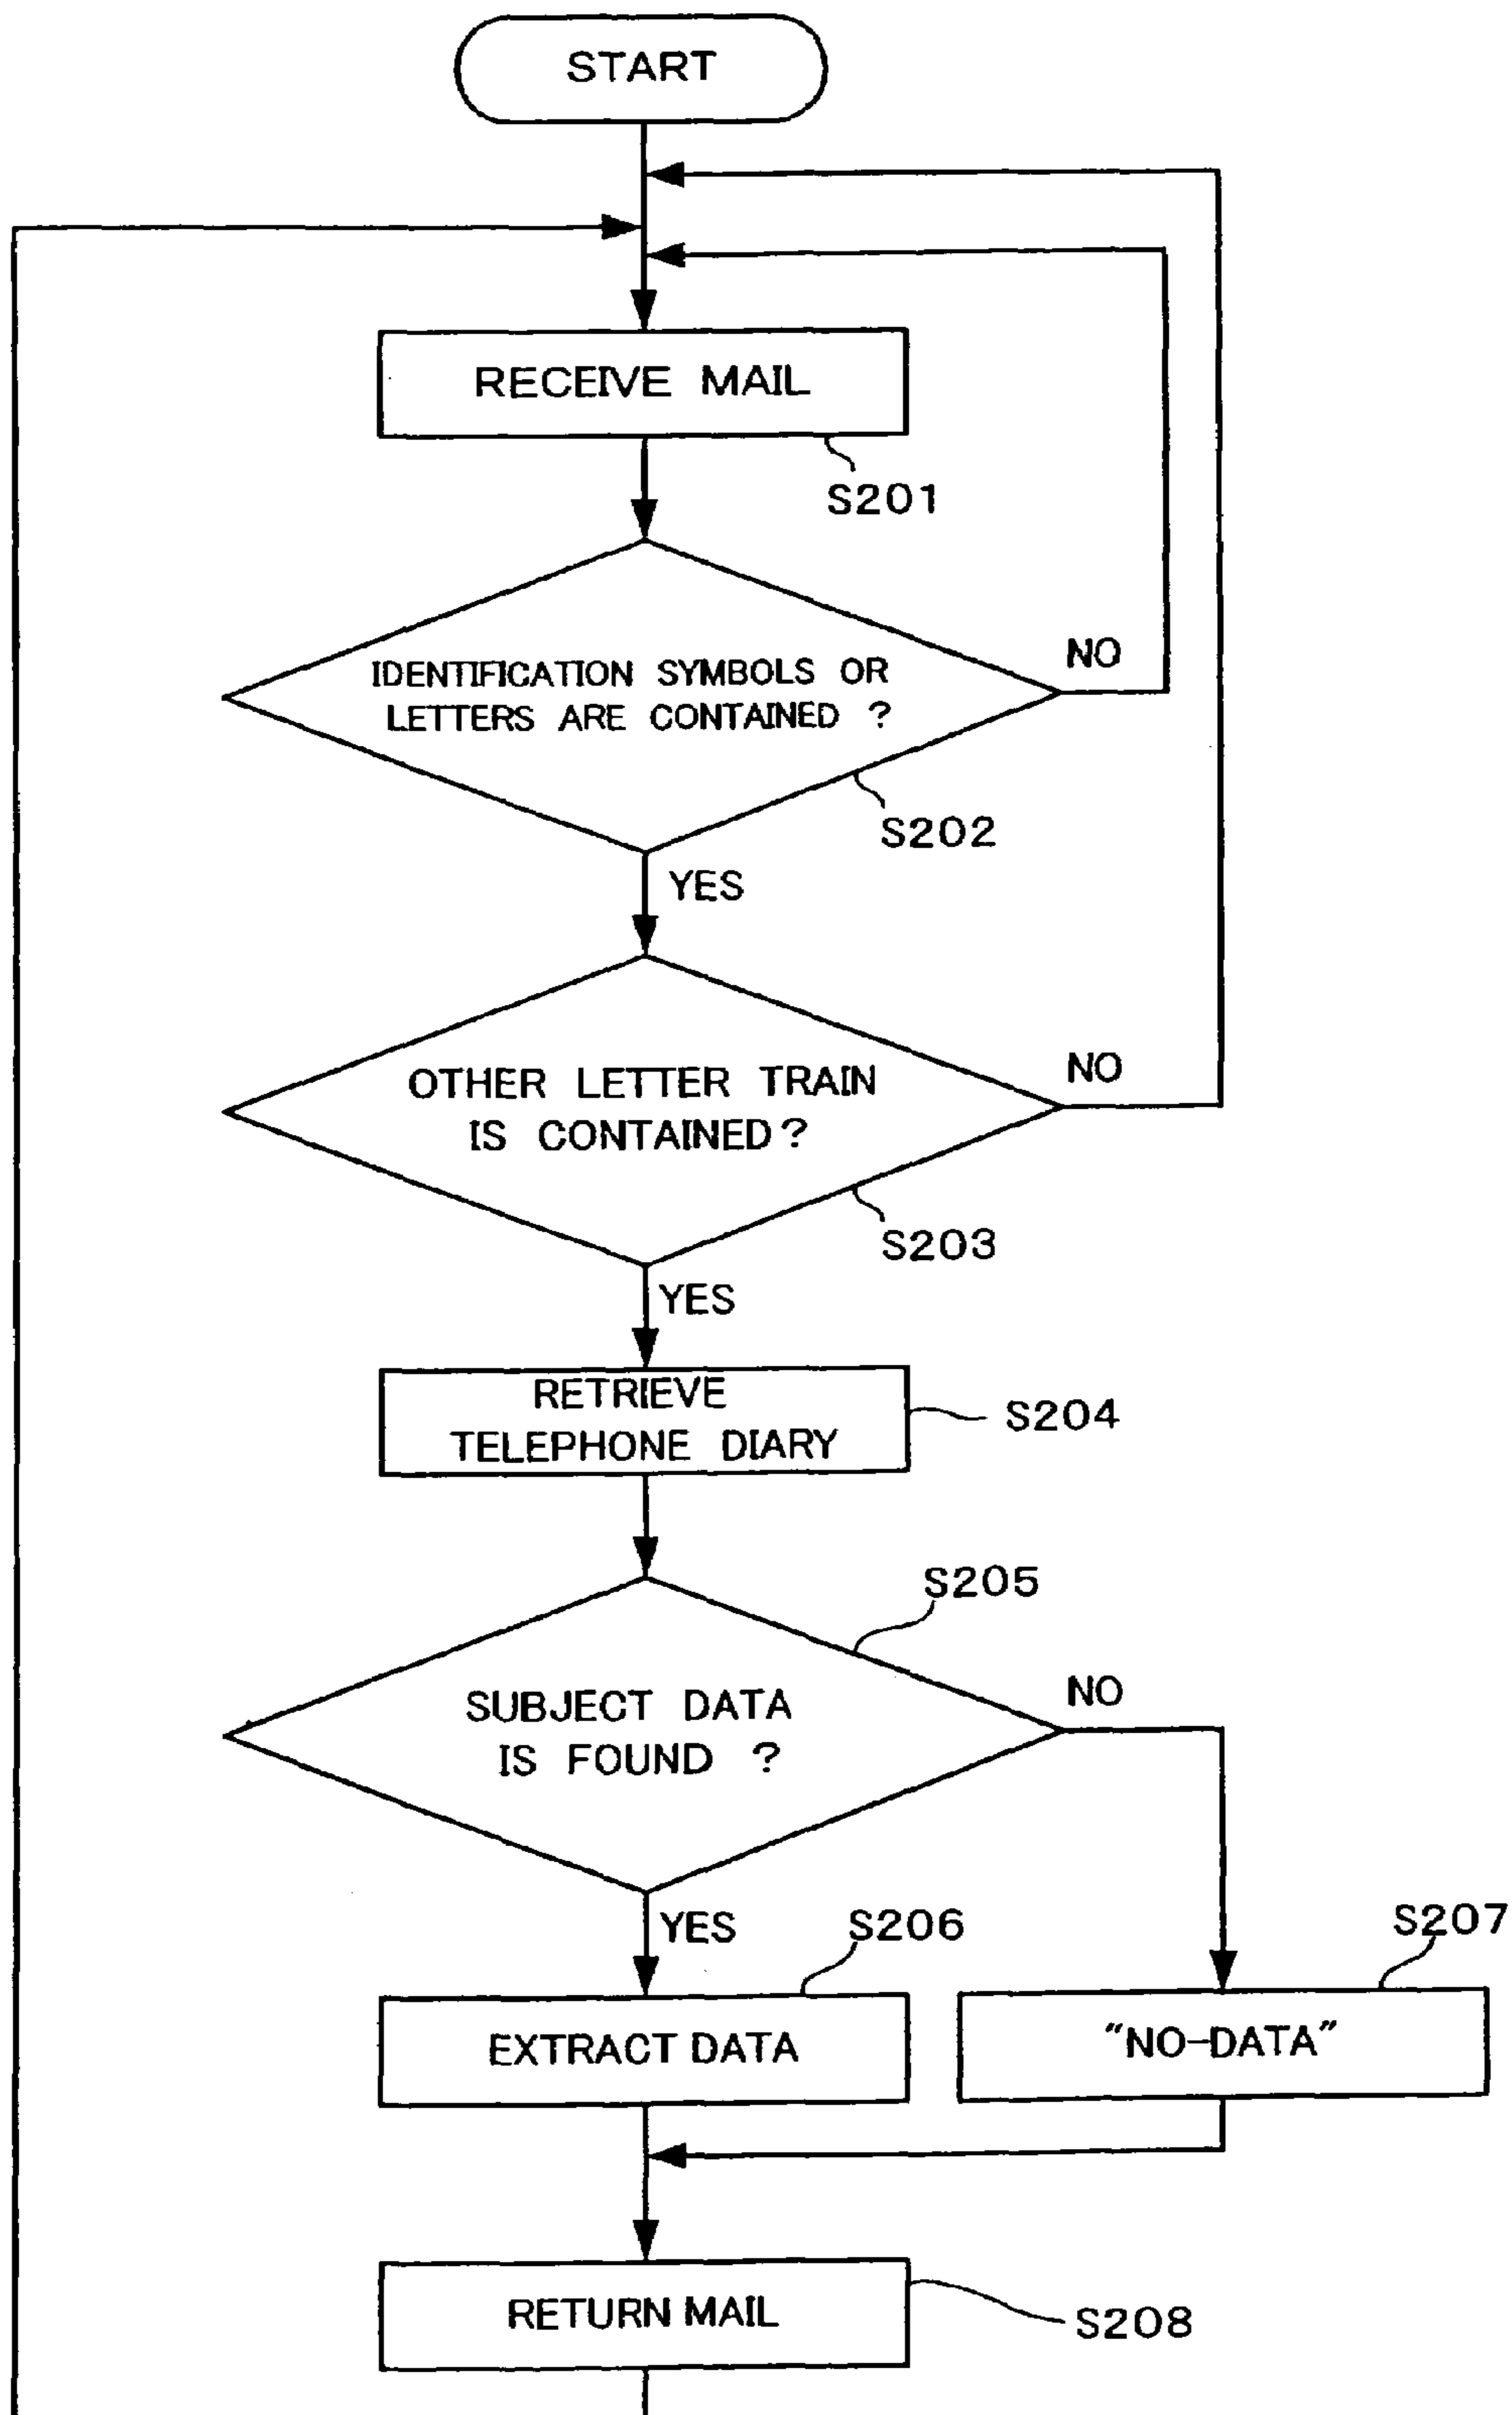 START
RECEIVE MAIL
S201
IDENTIFICATION SYMBOLS OR
LETTERS ARE CONTAINED ?
NO
S202
YES
OTHER LETTER TRAIN
IS CONTAINED?
NO
S203
YES
RETRIEVE
TELEPHONE DIARY
S204
S205
SUBJECT DATA
IS FOUND ?
NO
YES
S206
S207
EXTRACT DATA
"NO-DATA"
RETURN MAIL
S208